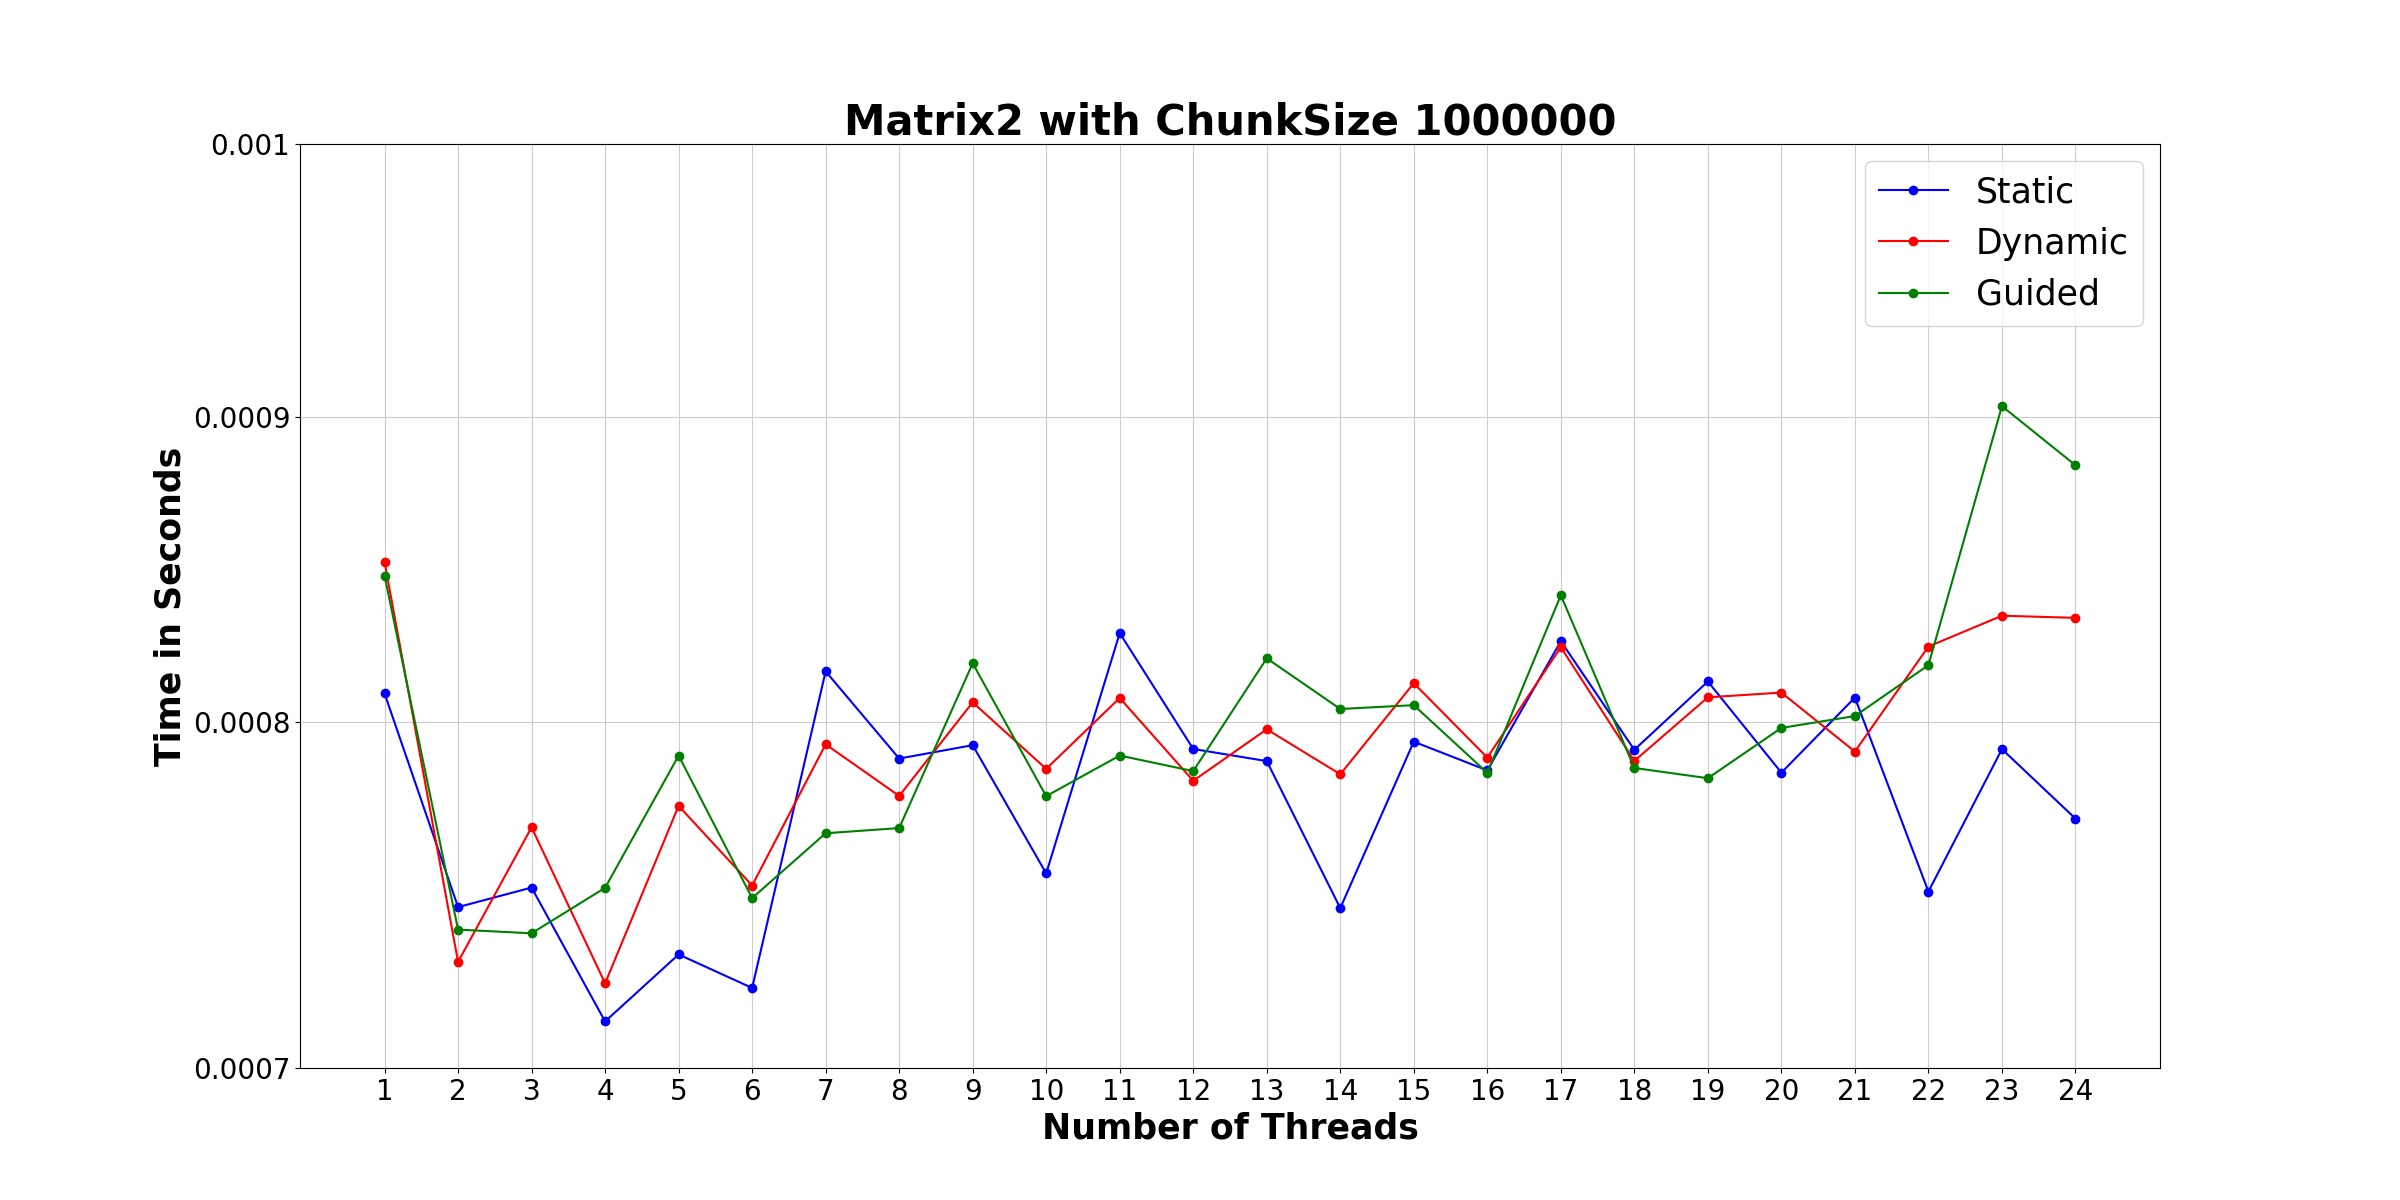 Matrix2 with ChunkSize 1000000
0.001
0.0009
0.0008
0.0007
Time in Seconds
Static
Dynamic
Guided
1 2 3 4 5 6 7 8 9 10 11 12 13 14 15 16 17 18 19 20 21 22 23 24
Number of Threads